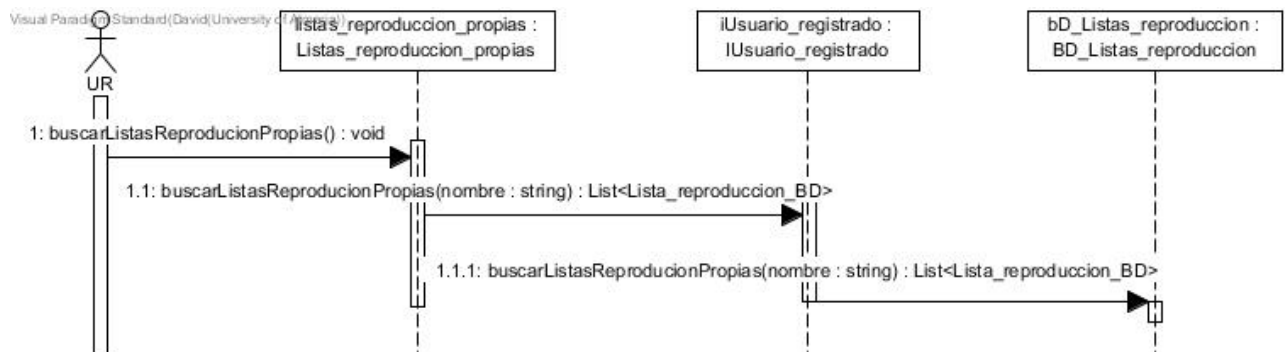 Visual Paradigm Standard(David(University of Almeria))
listas_reproduccion_propias :
Listas_reproduccion_propias
iUsuario_registrado :
IUsuario_registrado
bD_Listas_reproduccion :
BD_Listas_reproduccion
UR
1: buscarListasReproducionPropias() : void
1.1: buscarListasReproducionPropias(nombre : string) : List<Lista_reproduccion_BD>
1.1.1: buscarListasReproducionPropias(nombre : string) : List<Lista_reproduccion_BD>